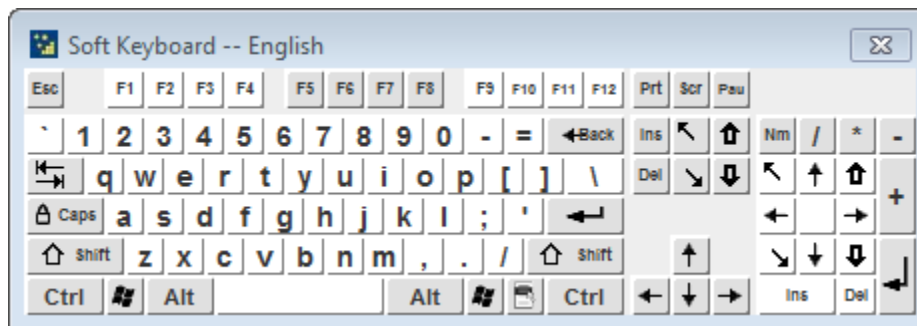 Soft Keyboard -- English
Esc F1 F2 F3 F4 F5 F6 F7 F8 F9 F10 F11 F12 Prt Scr Pau
` 1 2 3 4 5 6 7 8 9 0 - = Back Ins Nm / * -
q w e r t y u i o p [ ] \ Del +
Caps a s d f g h j k l ; '
Shift z x c v b n m , . / Shift
Ctrl Alt Alt Ctrl Ins Del